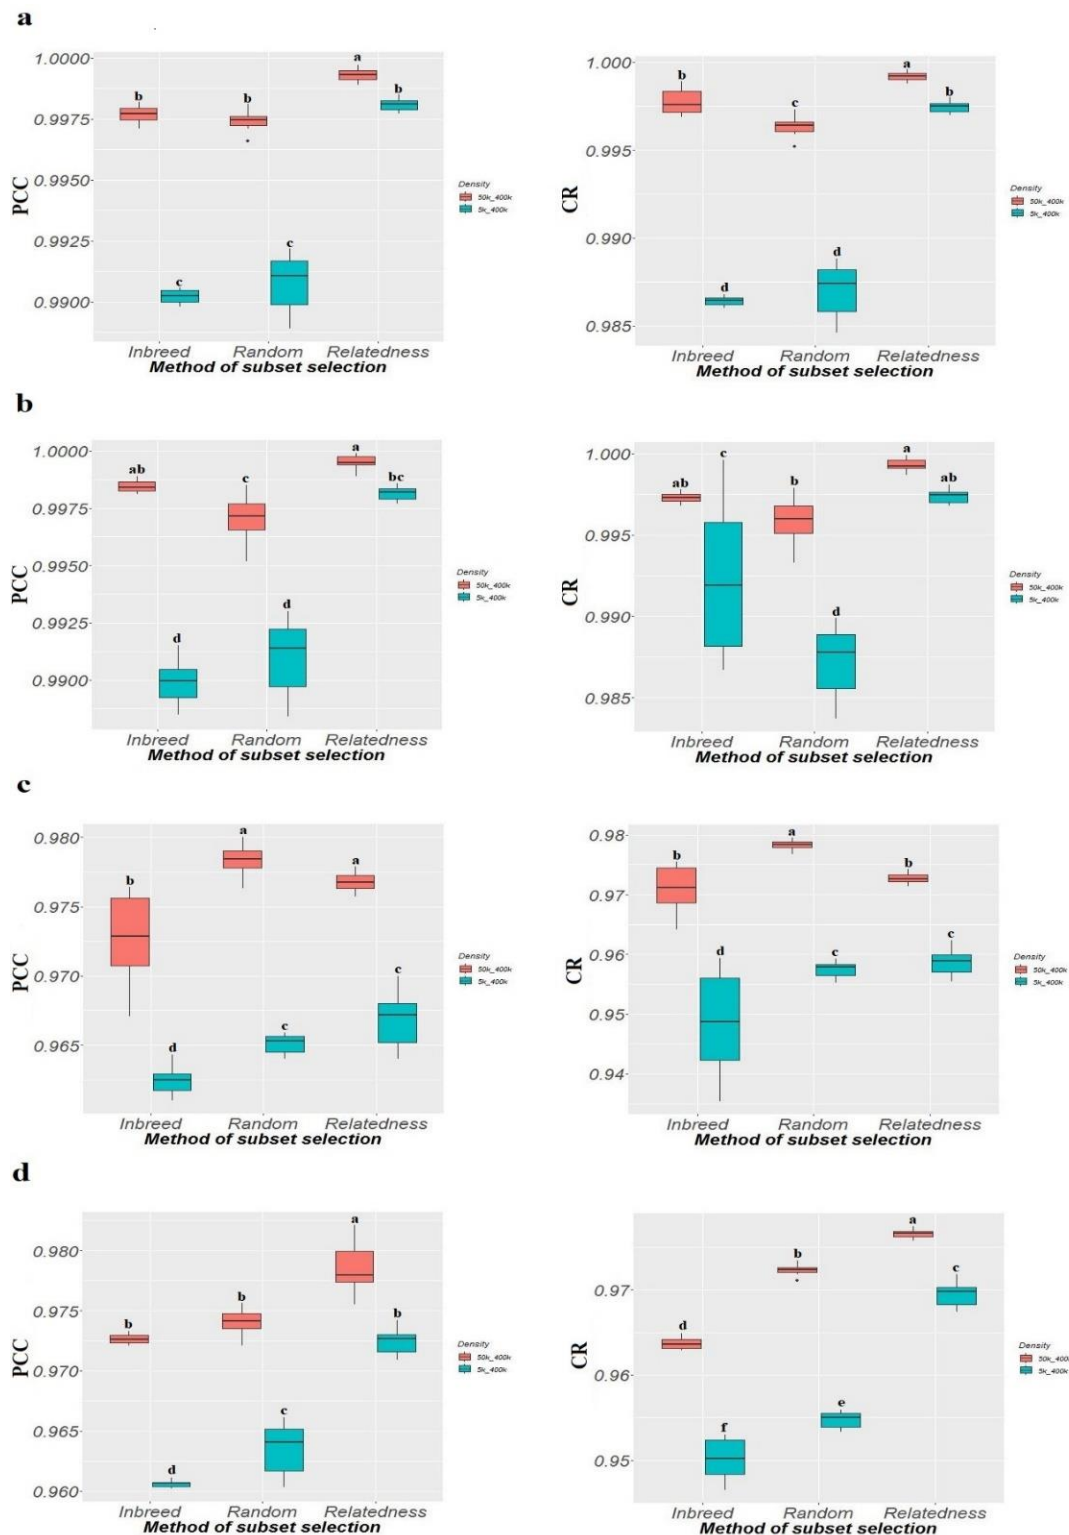 a
1.0000
0.9975
0.9950
0.9925
0.9900
PCC
b
b
a
b
c
c
Density
50k_400k
5k_400k
Inbreed Random Relatedness
Method of subset selection
1.000
0.995
0.990
0.985
CR
b
c
a
b
d
d
Density
50k_400k
5k_400k
Inbreed Random Relatedness
Method of subset selection
b
1.0000
0.9975
0.9950
0.9925
0.9900
PCC
ab
c
a
bc
d
d
Density
50k_400k
5k_400k
Inbreed Random Relatedness
Method of subset selection
1.000
0.995
0.990
0.985
CR
ab
c
b
a
ab
d
Density
50k_400k
5k_400k
Inbreed Random Relatedness
Method of subset selection
c
0.980
0.975
0.970
0.965
PCC
b
a
a
d
c
c
Density
50k_400k
5k_400k
Inbreed Random Relatedness
Method of subset selection
0.98
0.97
0.96
0.95
0.94
CR
b
a
b
d
c
c
Density
50k_400k
5k_400k
Inbreed Random Relatedness
Method of subset selection
d
0.980
0.975
0.970
0.965
0.960
PCC
b
b
a
b
d
c
Density
50k_400k
5k_400k
Inbreed Random Relatedness
Method of subset selection
0.97
0.96
0.95
CR
d
b
a
c
f
e
Density
50k_400k
5k_400k
Inbreed Random Relatedness
Method of subset selection